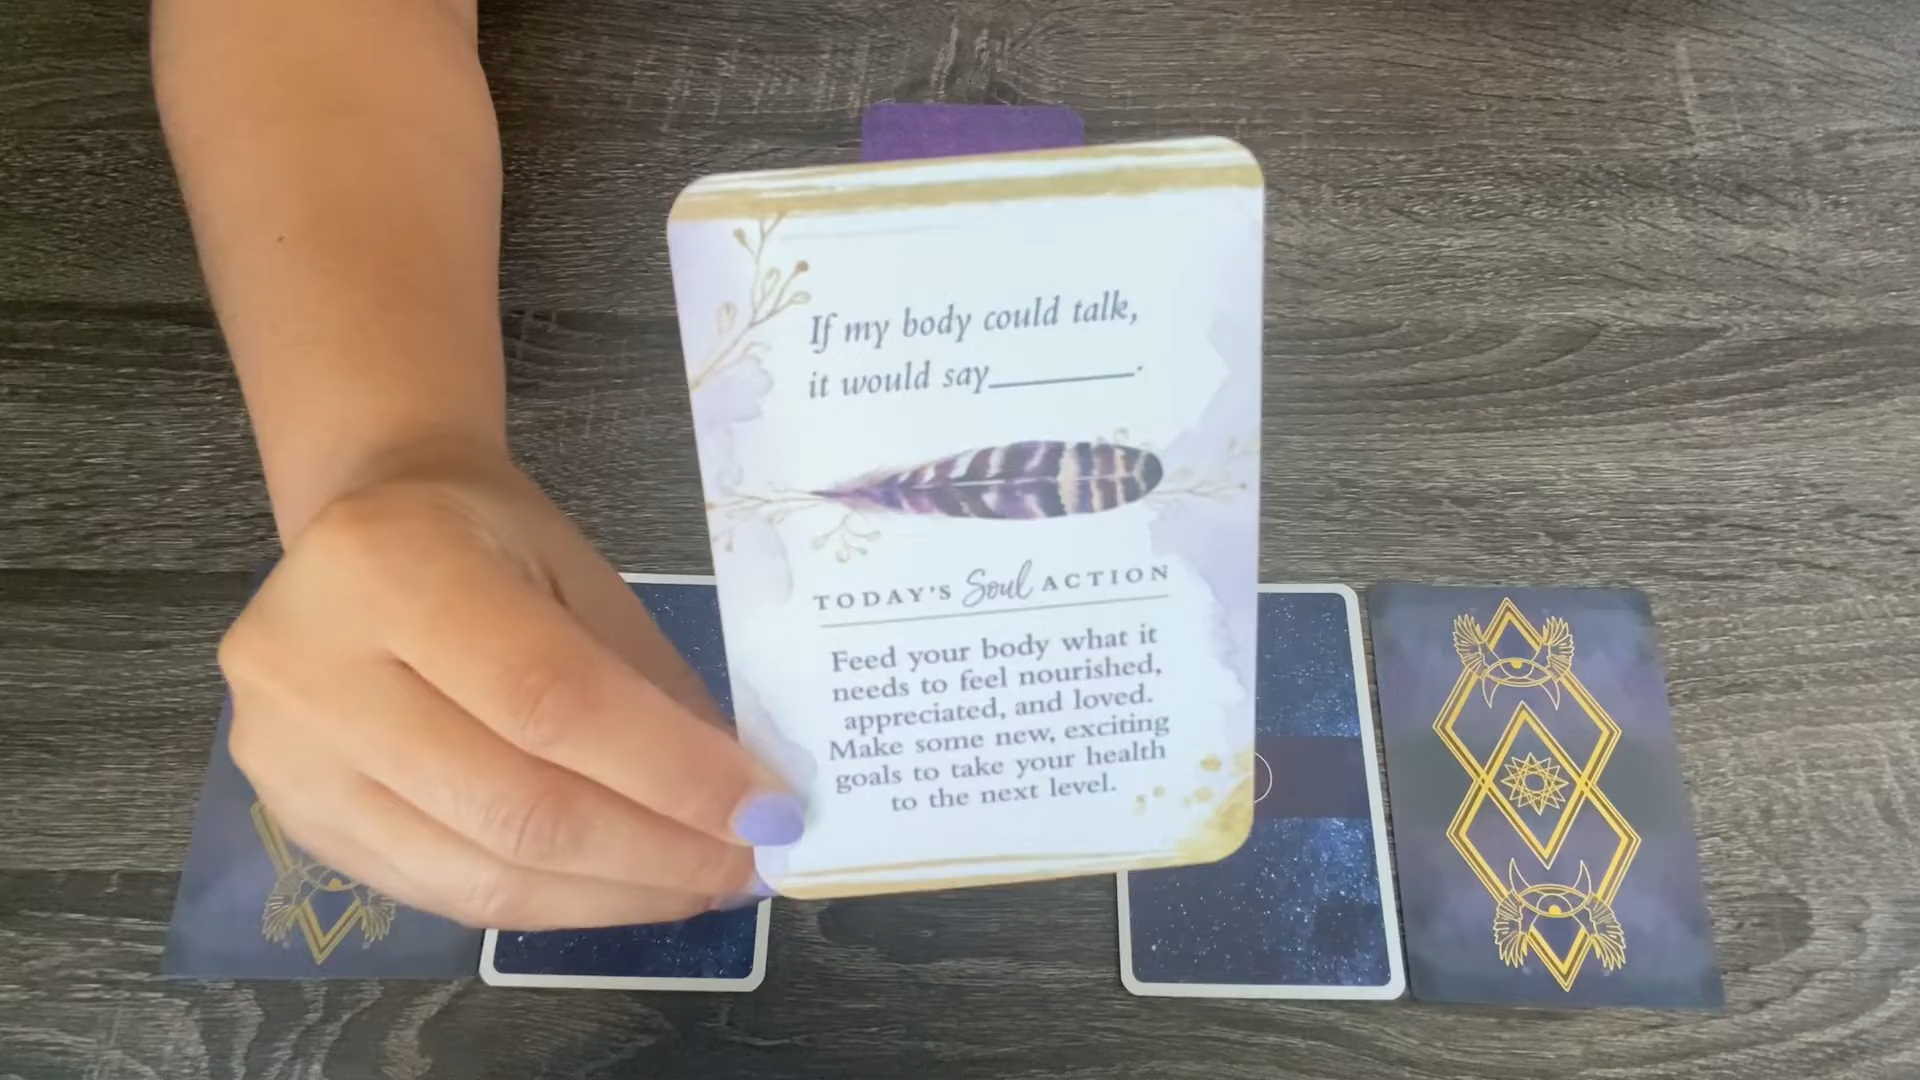 If my body could talk,
it would say________.
TODAY'S Soul ACTION
Feed your body what it
needs to feel nourished,
appreciated, and loved.
Make some new, exciting
goals to take your health
to the next level.